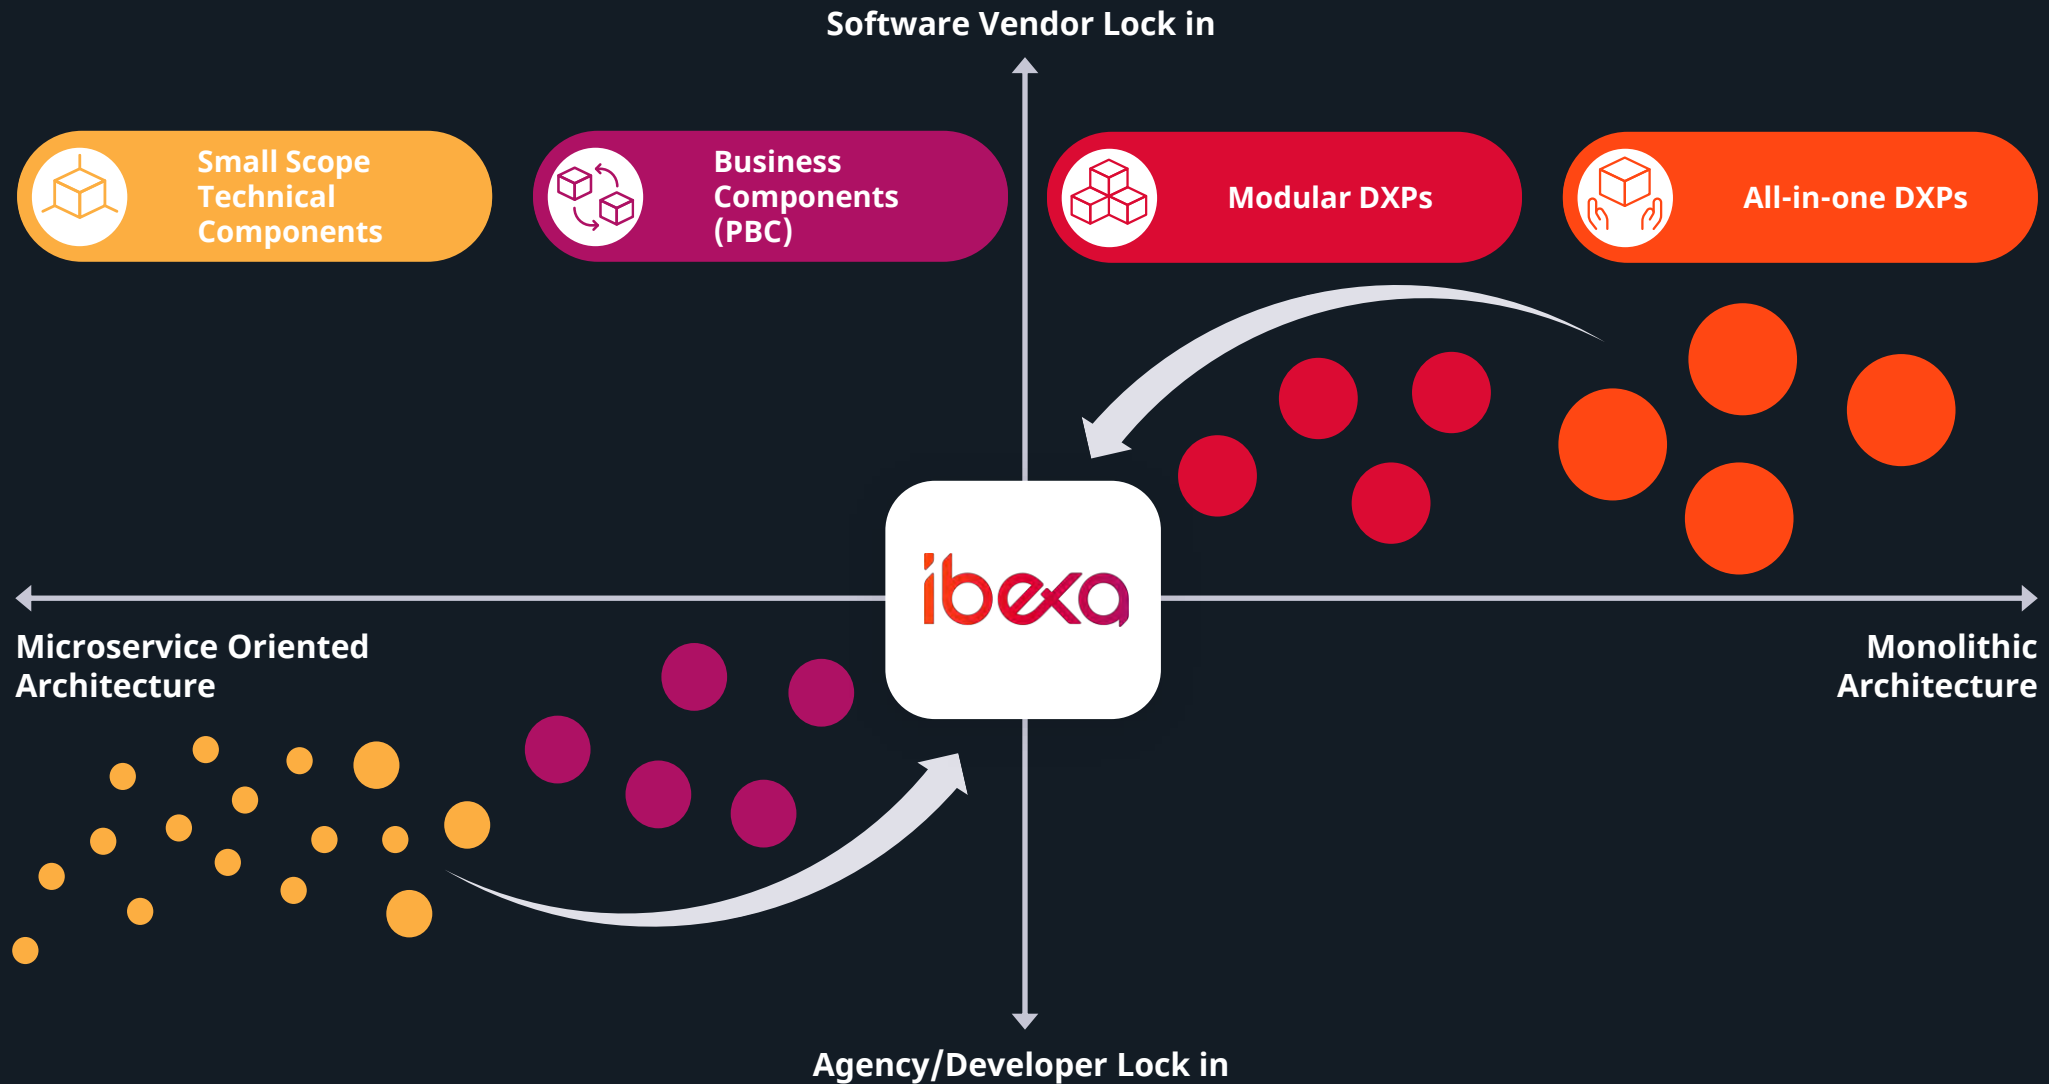 Software Vendor Lock in
Small Scope
Technical
Components
Business
Components
(PBC)
Modular DXPs
All-in-one DXPs
ibexa
Microservice Oriented
Architecture
Monolithic
Architecture
Agency/Developer Lock in